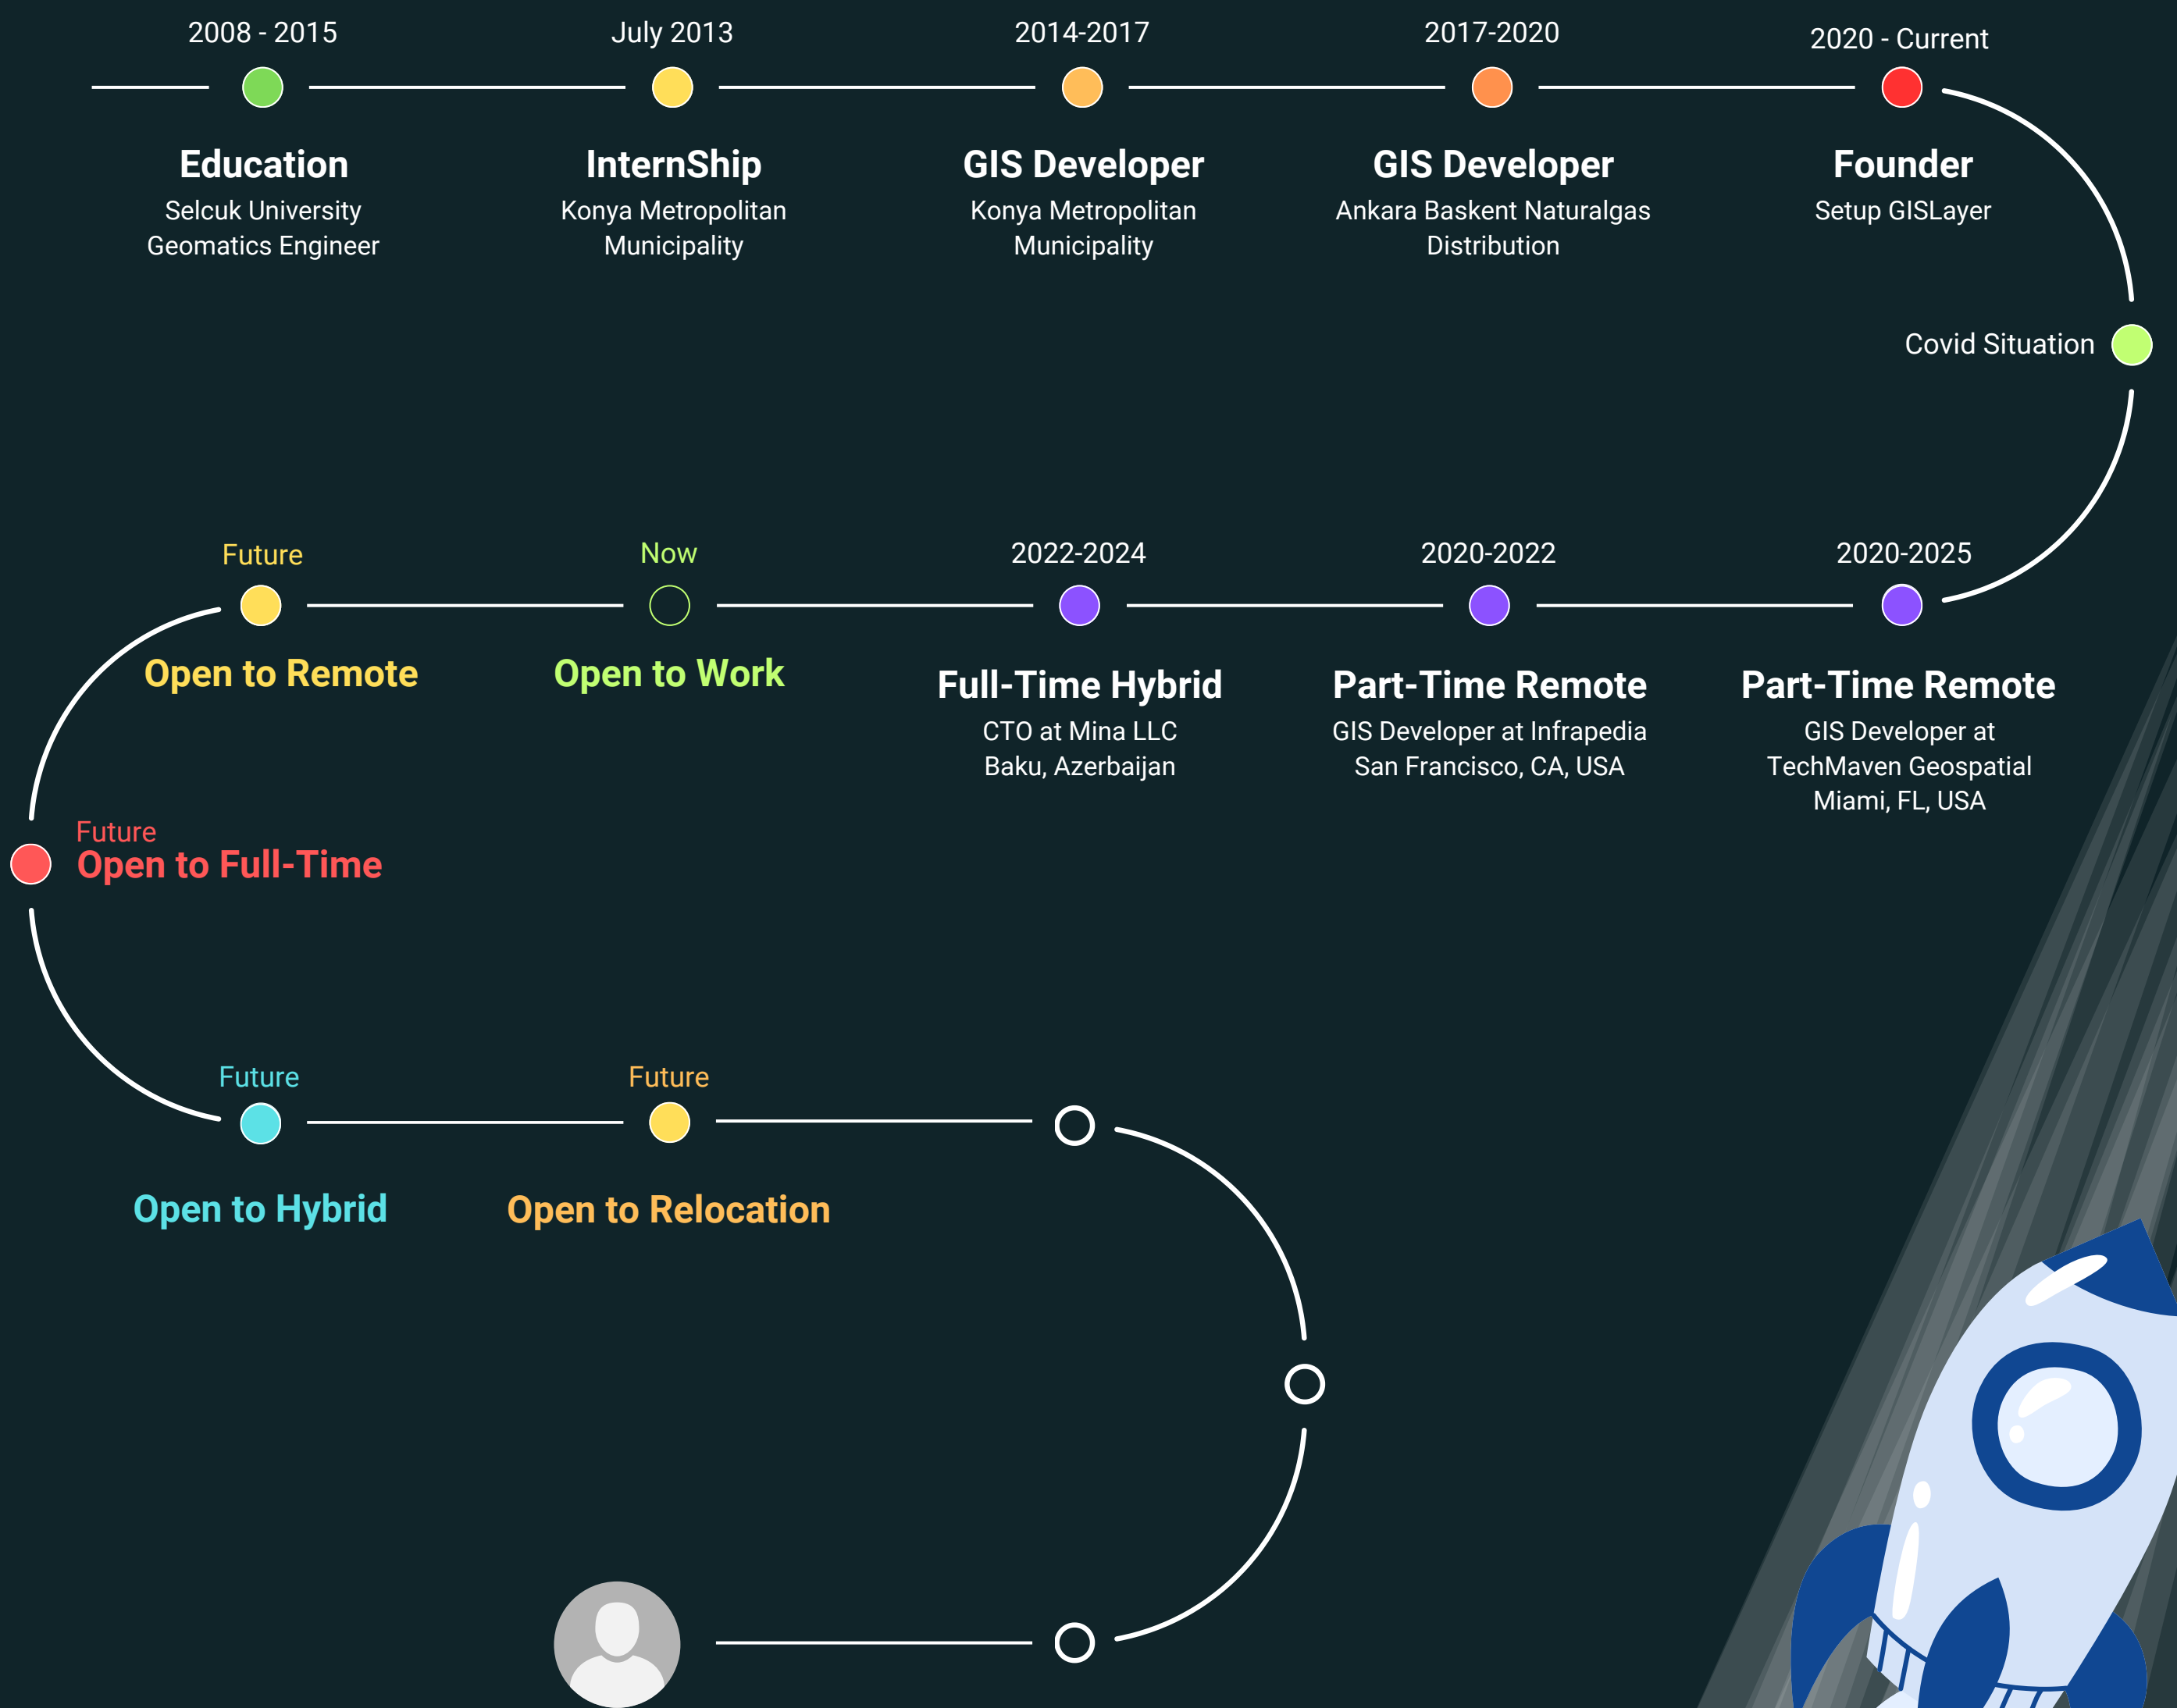 2008 - 2015
Education
Selcuk University
Geomatics Engineer
July 2013
InternShip
Konya Metropolitan
Municipality
2014-2017
GIS Developer
Konya Metropolitan
Municipality
2017-2020
GIS Developer
Ankara Baskent Naturalgas
Distribution
2020 - Current
Founder
Setup GISLayer
Covid Situation
2020-2025
Part-Time Remote
GIS Developer at
TechMaven Geospatial
Miami, FL, USA
2020-2022
Part-Time Remote
GIS Developer at Infrapedia
San Francisco, CA, USA
2022-2024
Full-Time Hybrid
CTO at Mina LLC
Baku, Azerbaijan
Now
Open to Work
Future
Open to Remote
Future
Open to Full-Time
Future
Open to Hybrid
Future
Open to Relocation